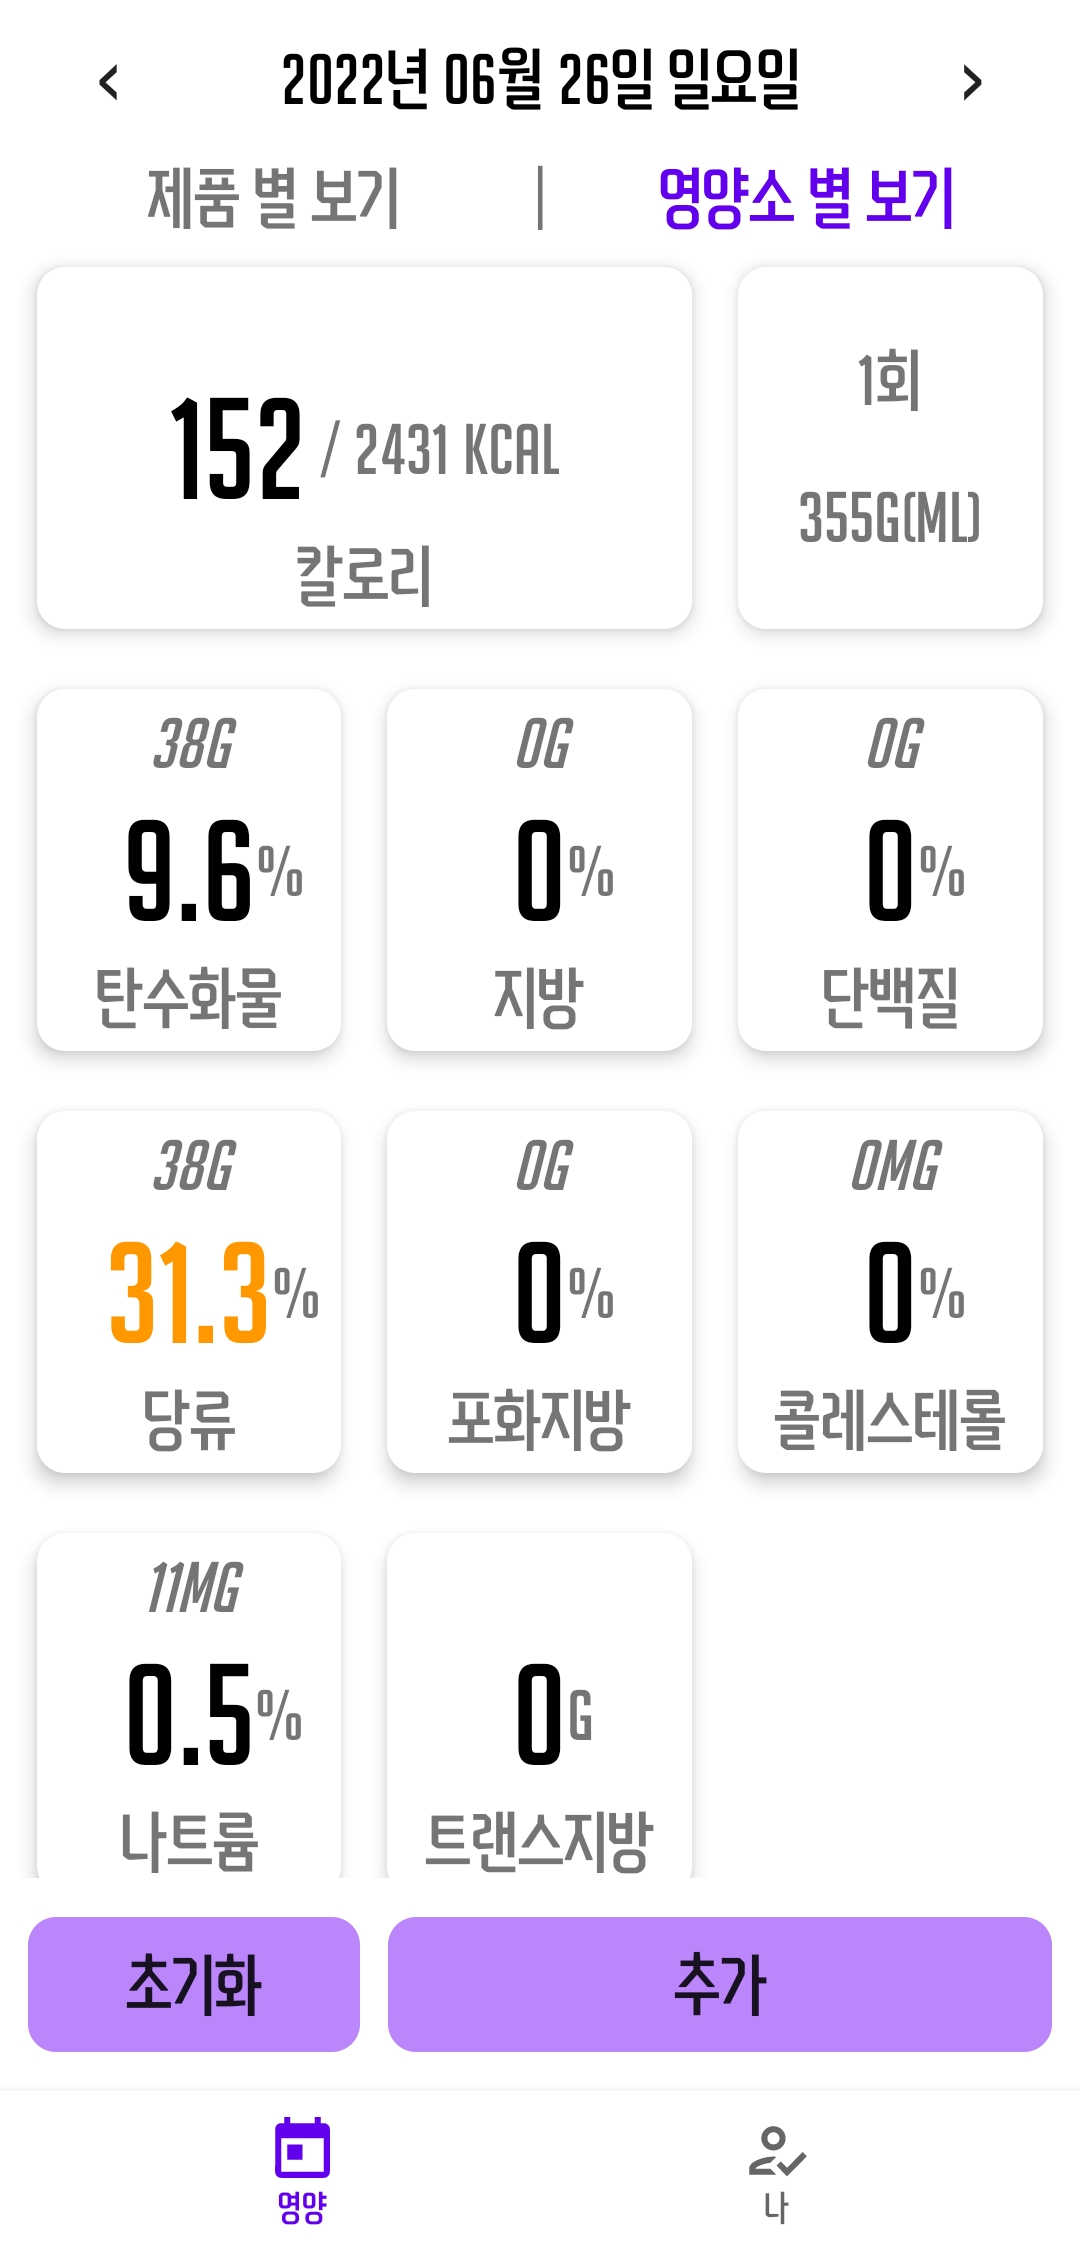 2022년 06월 26일 일요일
제품 별 보기 | 영양소 별 보기
152 / 2431 KCAL
칼로리
1회
355G(ML)
38G
9.6%
탄수화물
0G
0%
지방
0G
0%
단백질
38G
31.3%
당류
0G
0%
포화지방
0MG
0%
콜레스테롤
11MG
0.5%
나트륨
0G
트랜스지방
초기화
추가
영양
나